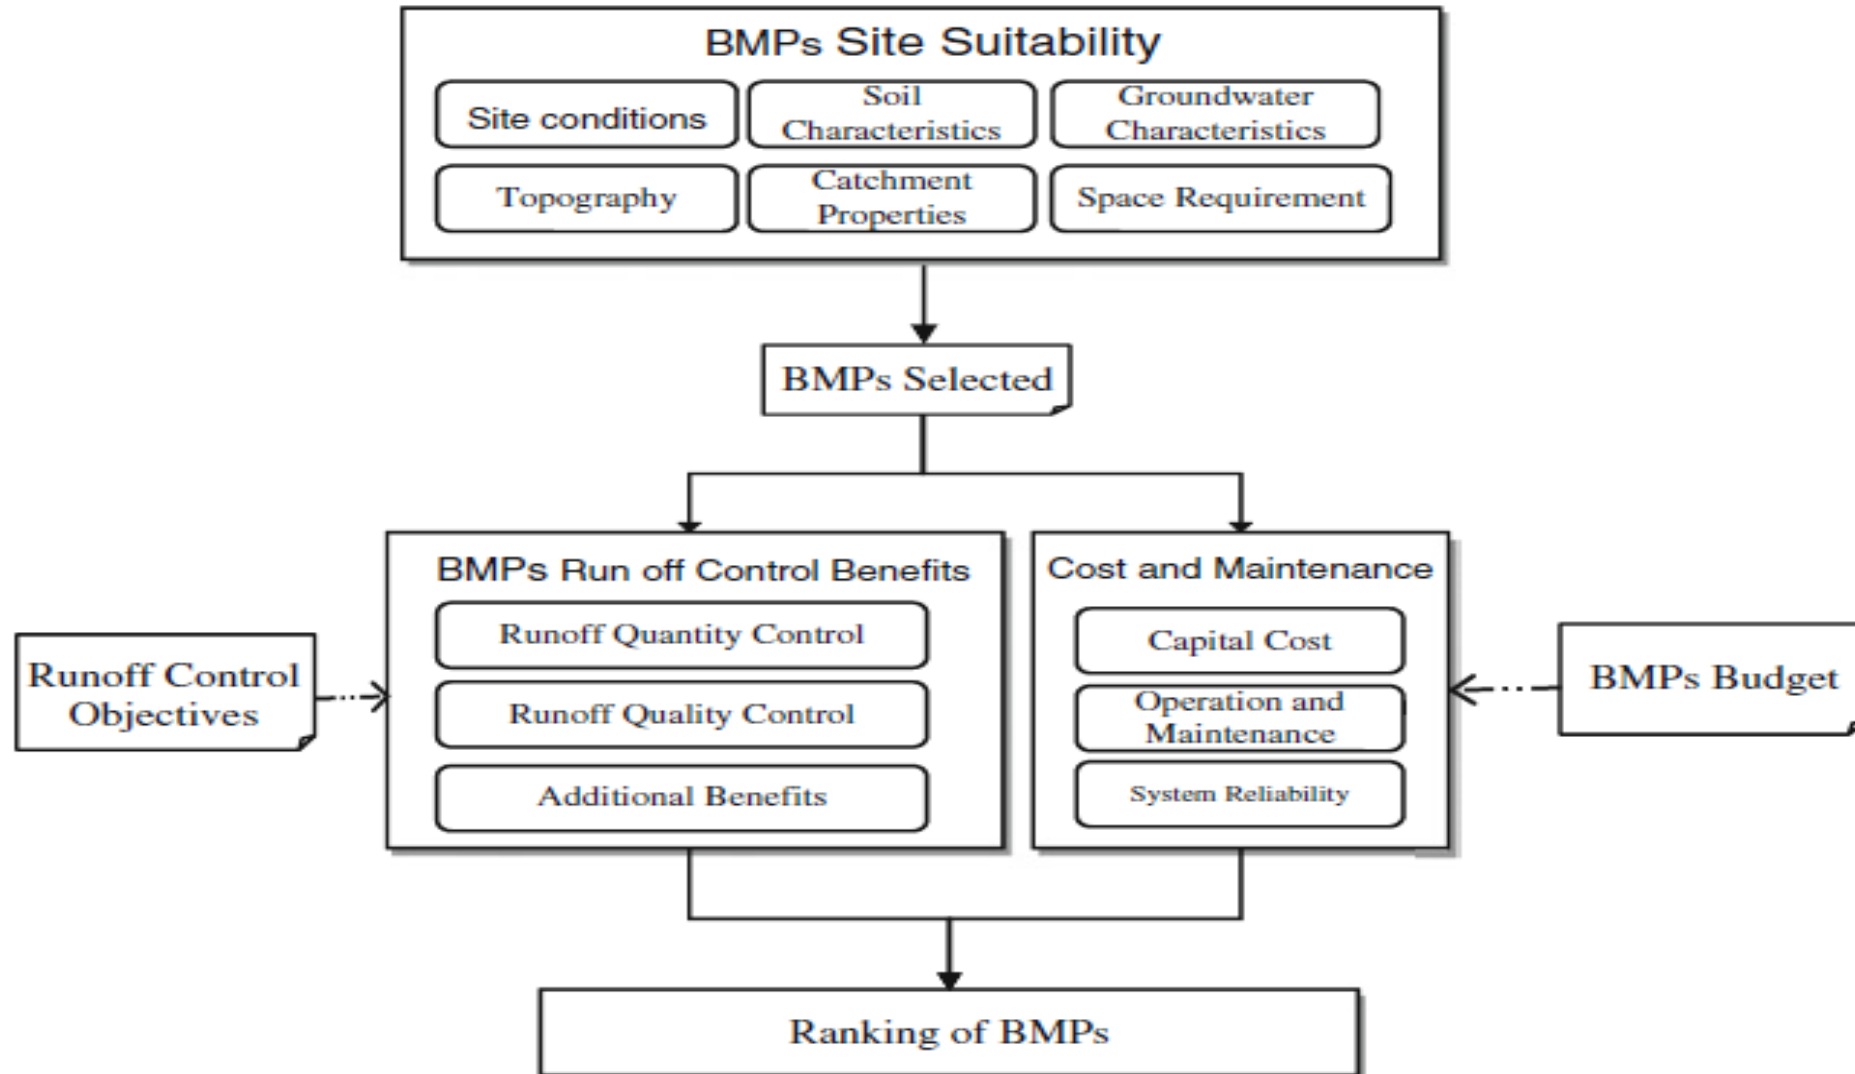 BMPs Site Suitability
Site conditions
Soil
Characteristics
Groundwater
Characteristics
Topography
Catchment
Properties
Space Requirement
BMPs Selected
BMPs Run off Control Benefits
Runoff Quantity Control
Runoff Quality Control
Additional Benefits
Cost and Maintenance
Capital Cost
Operation and
Maintenance
System Reliability
Runoff Control
Objectives
BMPs Budget
Ranking of BMPs